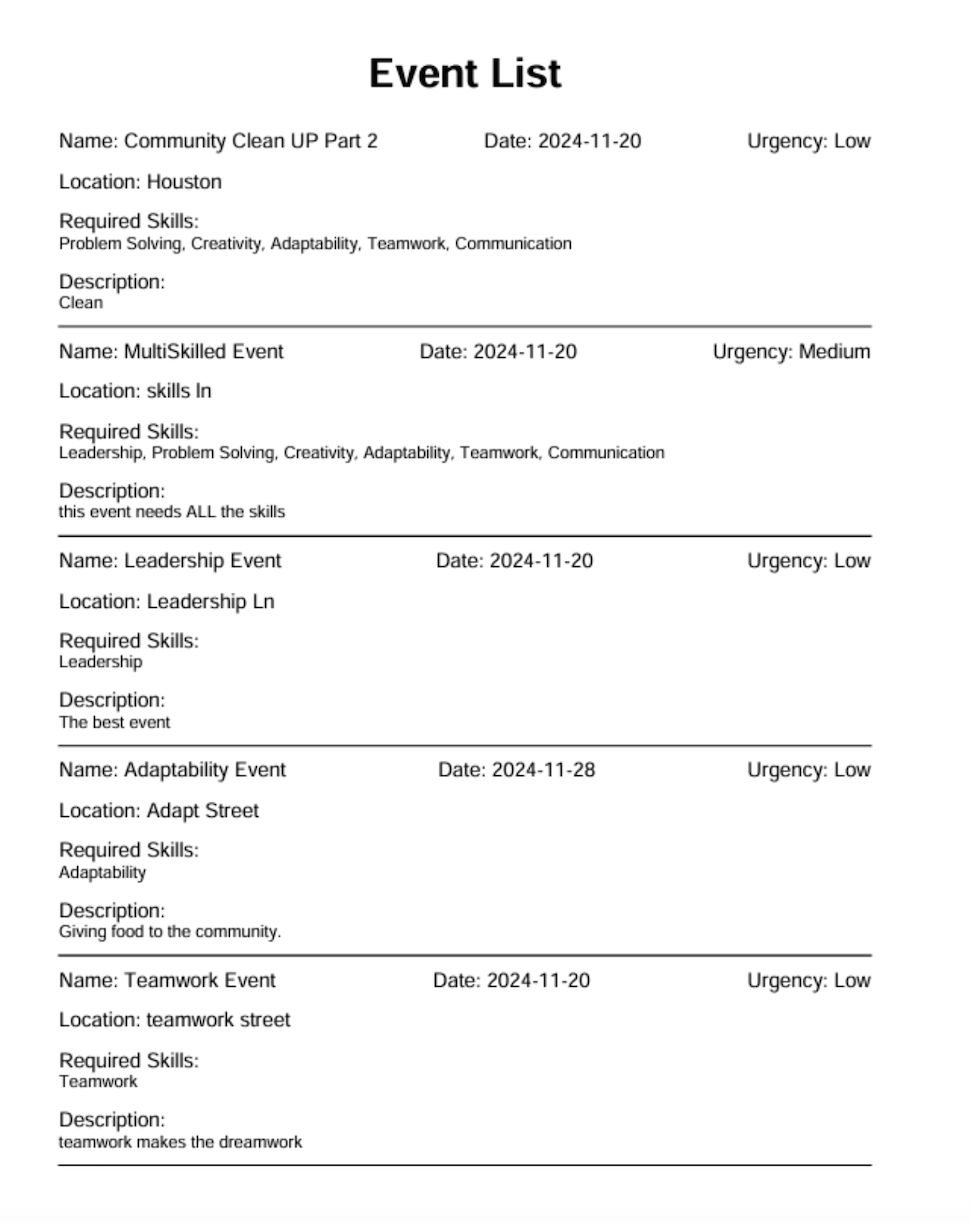 Event List
Name: Community Clean UP Part 2 Date: 2024-11-20 Urgency: Low
Location: Houston
Required Skills:
Problem Solving, Creativity, Adaptability, Teamwork, Communication
Description:
Clean
Name: MultiSkilled Event Date: 2024-11-20 Urgency: Medium
Location: skills ln
Required Skills:
Leadership, Problem Solving, Creativity, Adaptability, Teamwork, Communication
Description:
this event needs ALL the skills
Name: Leadership Event Date: 2024-11-20 Urgency: Low
Location: Leadership Ln
Required Skills:
Leadership
Description:
The best event
Name: Adaptability Event Date: 2024-11-28 Urgency: Low
Location: Adapt Street
Required Skills:
Adaptability
Description:
Giving food to the community.
Name: Teamwork Event Date: 2024-11-20 Urgency: Low
Location: teamwork street
Required Skills:
Teamwork
Description:
teamwork makes the dreamwork